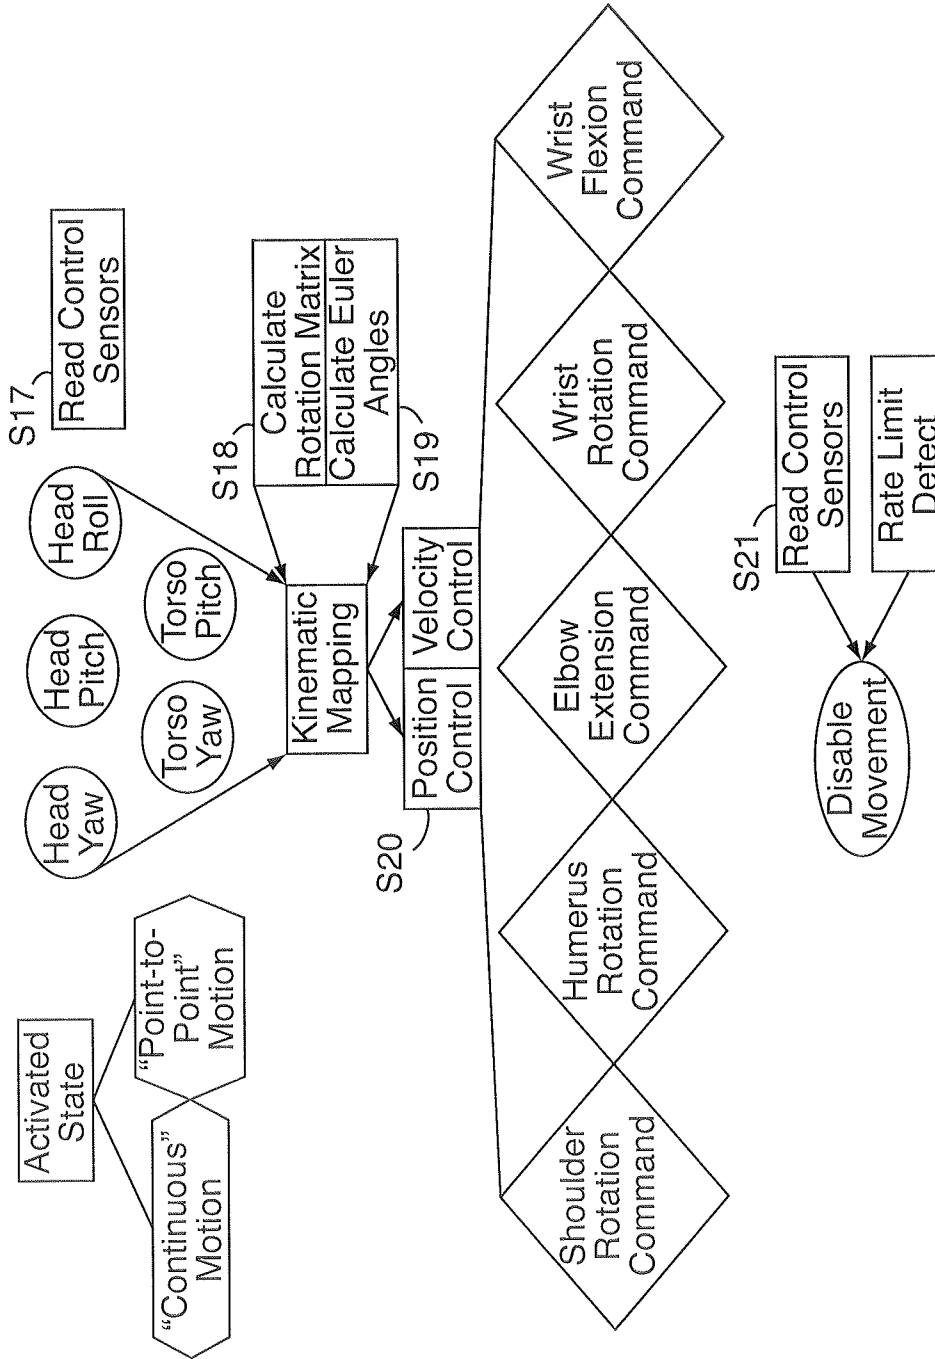 Activated
State
"Continuous"
Motion
"Point-to-
Point"
Motion
Head
Yaw
Head
Pitch
Head
Roll
Torso
Yaw
Torso
Pitch
S17
Read Control
Sensors
Kinematic
Mapping
S18
Calculate
Rotation Matrix
Calculate Euler
Angles
S19
S20
Position
Control
Velocity
Control
Shoulder
Rotation
Command
Humerus
Rotation
Command
Elbow
Extension
Command
Wrist
Rotation
Command
Wrist
Flexion
Command
Disable
Movement
S21
Read Control
Sensors
Rate Limit
Detect